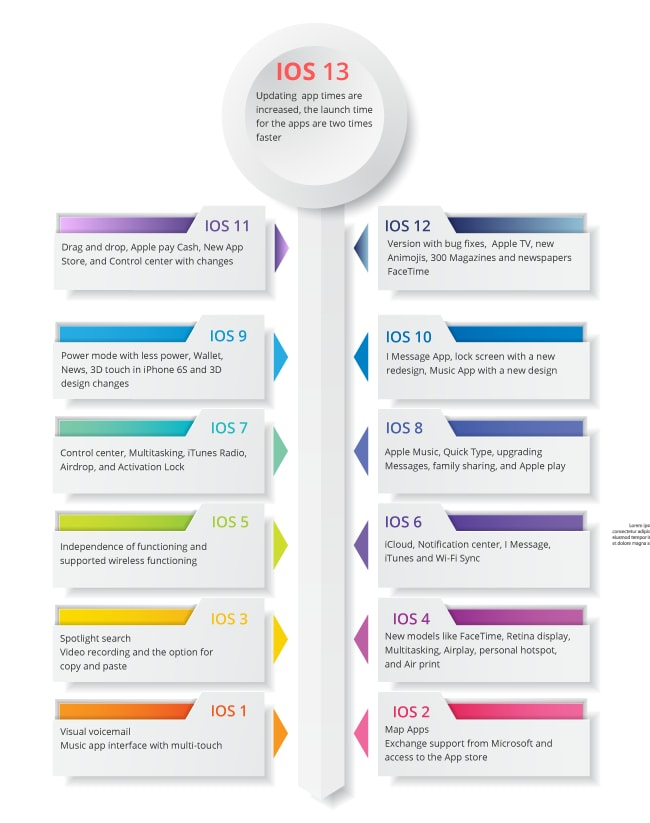 IOS 13
Updating app times are
increased, the launch time
for the apps are two times
faster
IOS 11
Drag and drop, Apple pay Cash, New App
Store, and Control center with changes
IOS 12
Version with bug fixes, Apple TV, new
Animojis, 300 Magazines and newspapers
FaceTime
IOS 9
Power mode with less power, Wallet,
News, 3D touch in iPhone 6S and 3D
design changes
IOS 10
I Message App, lock screen with a new
redesign, Music App with a new design
IOS 7
Control center, Multitasking, iTunes Radio,
Airdrop, and Activation Lock
IOS 8
Apple Music, Quick Type, upgrading
Messages, family sharing, and Apple play
IOS 5
Independence of functioning and
supported wireless functioning
IOS 6
iCloud, Notification center, I Message,
iTunes and Wi-Fi Sync
Lorem
consectetur
eiusmod tempor
et dolore magna
IOS 3
Spotlight search
Video recording and the option for
copy and paste
IOS 4
New models like FaceTime, Retina display,
Multitasking, Airplay, personal hotspot,
and Air print
IOS 1
Visual voicemail
Music app interface with multi-touch
IOS 2
Map Apps
Exchange support from Microsoft and
access to the App store